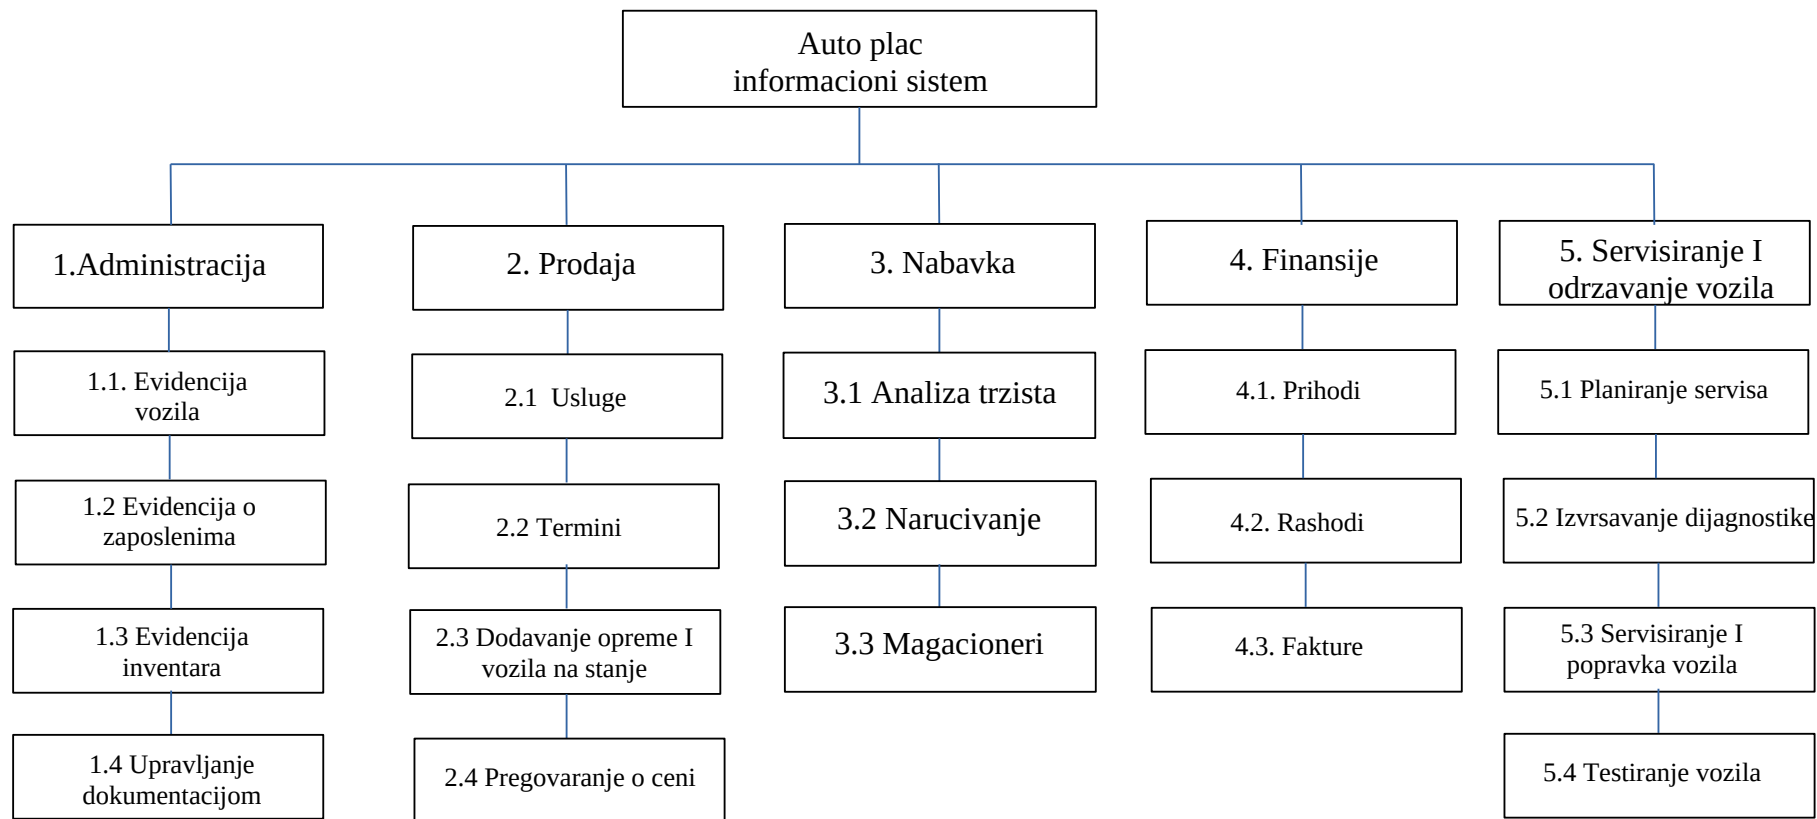 Auto plac
informacioni sistem
1.Administracija
2. Prodaja
3. Nabavka
4. Finansije
5. Servisiranje I
odrzavanje vozila
1.1. Evidencija
vozila
2.1 Usluge
3.1 Analiza trzista
4.1. Prihodi
5.1 Planiranje servisa
1.2 Evidencija o
zaposlenima
2.2 Termini
3.2 Narucivanje
4.2. Rashodi
5.2 Izvrsavanje dijagnostike
1.3 Evidencija
inventara
2.3 Dodavanje opreme I
vozila na stanje
3.3 Magacioneri
4.3. Fakture
5.3 Servisiranje I
popravka vozila
1.4 Upravljanje
dokumentacijom
2.4 Pregovaranje o ceni
5.4 Testiranje vozila